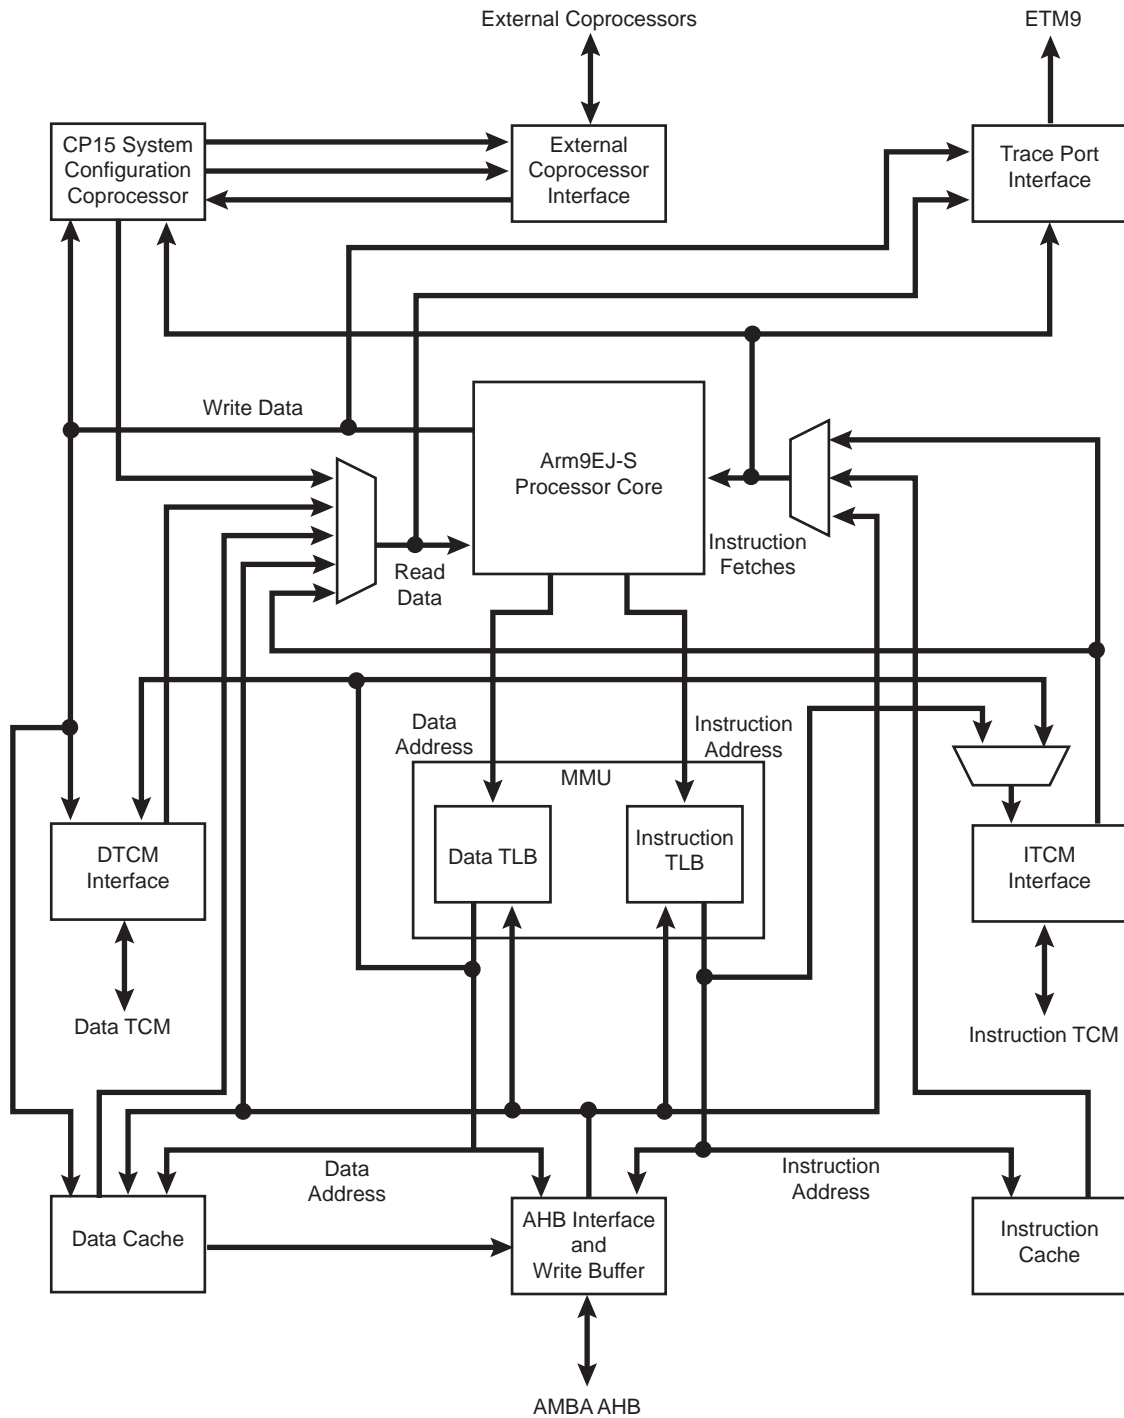 External Coprocessors
ETM9
CP15 System
Configuration
Coprocessor
External
Coprocessor
Interface
Trace Port
Interface
Write Data
Arm9EJ-S
Processor Core
Instruction
Fetches
Read
Data
Data
Address
Instruction
Address
MMU
DTCM
Interface
Data TLB
Instruction
TLB
ITCM
Interface
Data TCM
Instruction TCM
Data
Address
Instruction
Address
Data Cache
AHB Interface
and
Write Buffer
Instruction
Cache
AMBA AHB